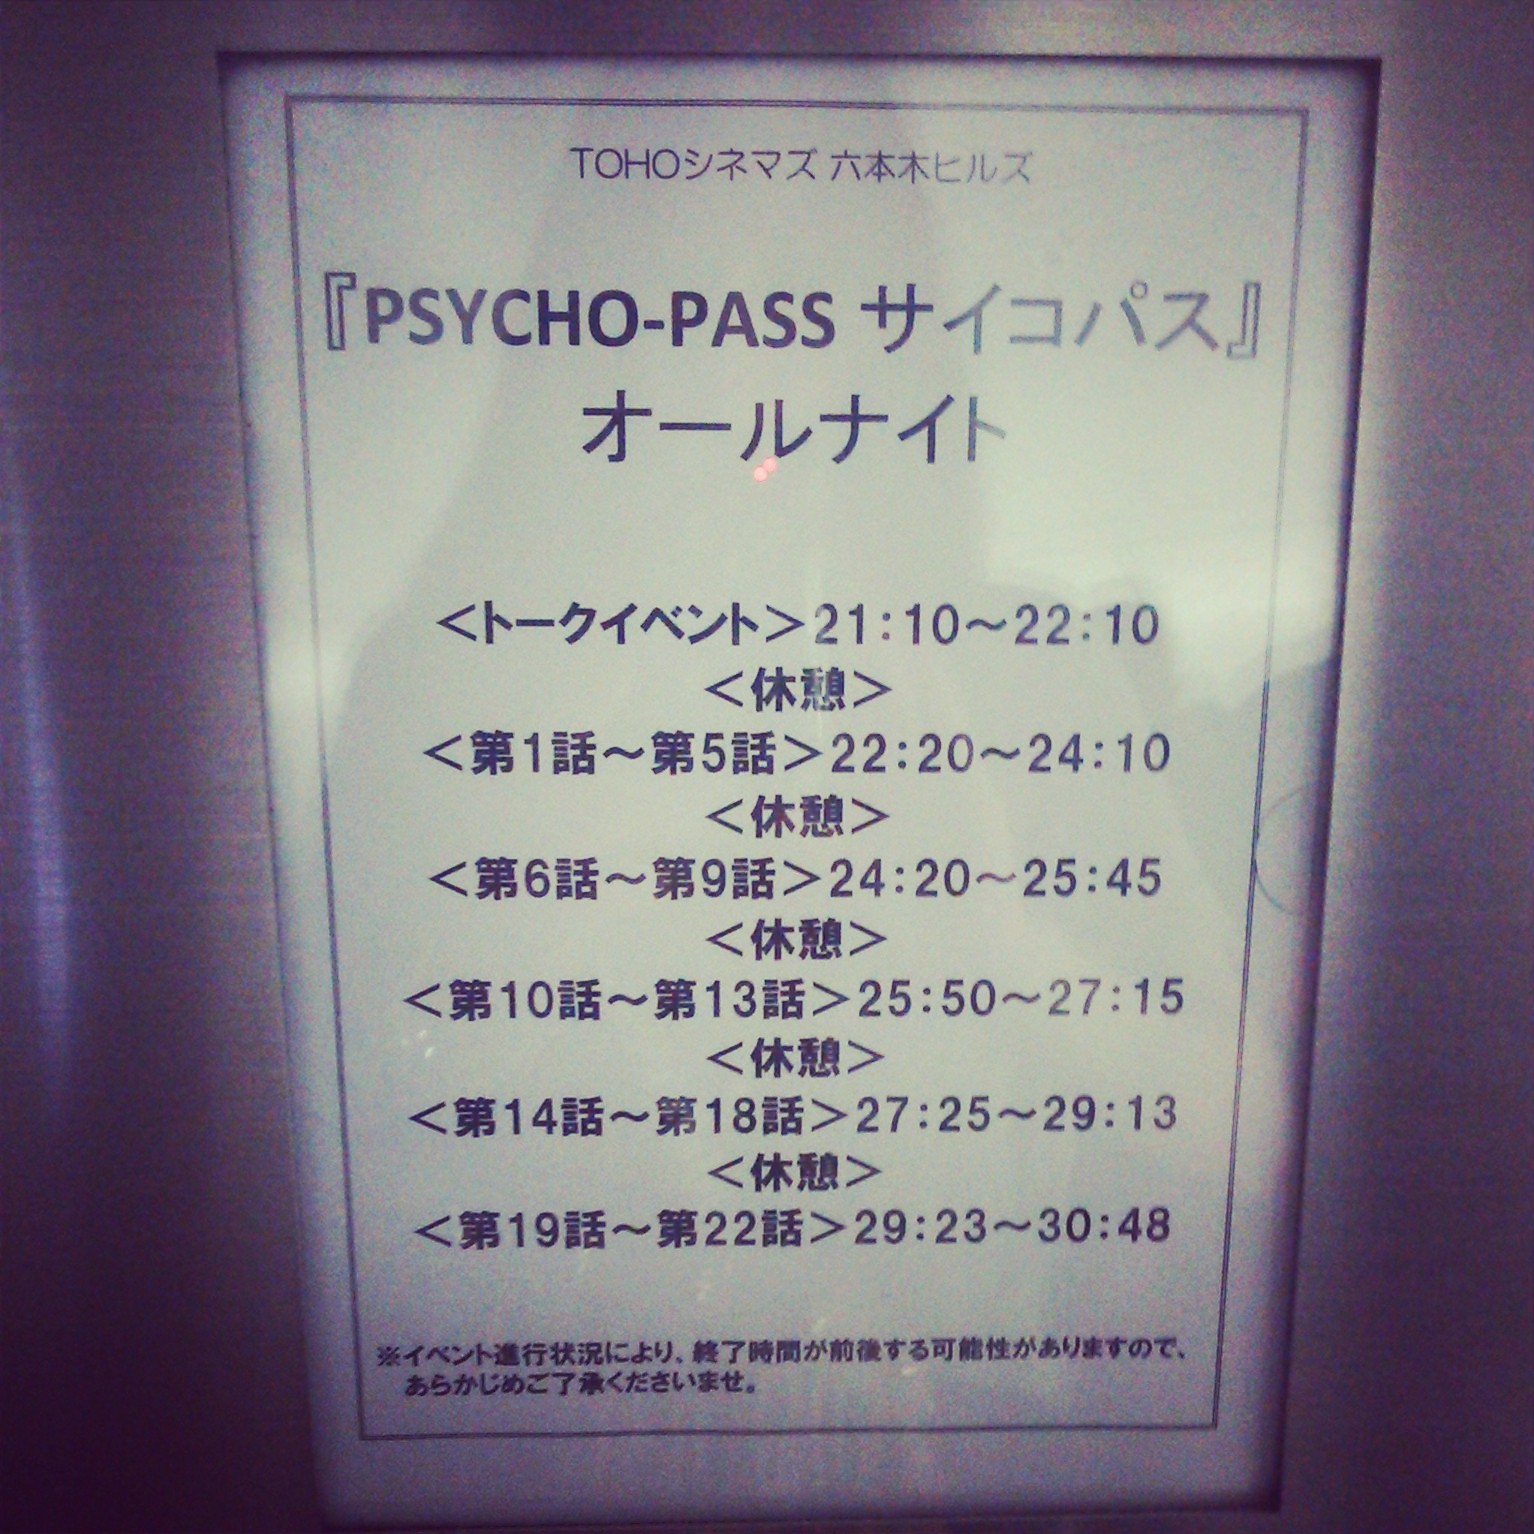 TOHOシネマズ 六本木ヒルズ
『PSYCHO-PASS サイコパス』
オールナイト
＜トークイベント＞21：10～22：10
＜休憩＞
＜第1話～第5話＞22：20～24：10
＜休憩＞
＜第6話～第9話＞24：20～25：45
＜休憩＞
＜第10話～第13話＞25：50～27：15
＜休憩＞
＜第14話～第18話＞27：25～29：13
＜休憩＞
＜第19話～第22話＞29：23～30：48
※イベント進行状況により、終了時間が前後する可能性がありますので、
あらかじめご了承くださいませ。